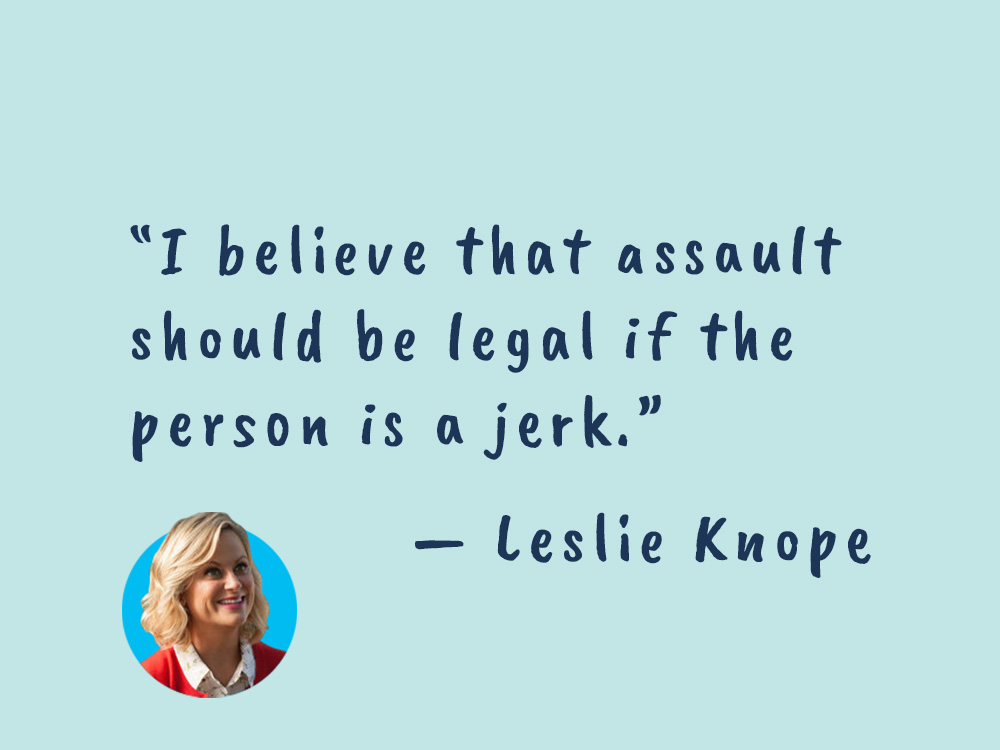 “I believe that assault
should be legal if the
person is a jerk.”
— Leslie Knope